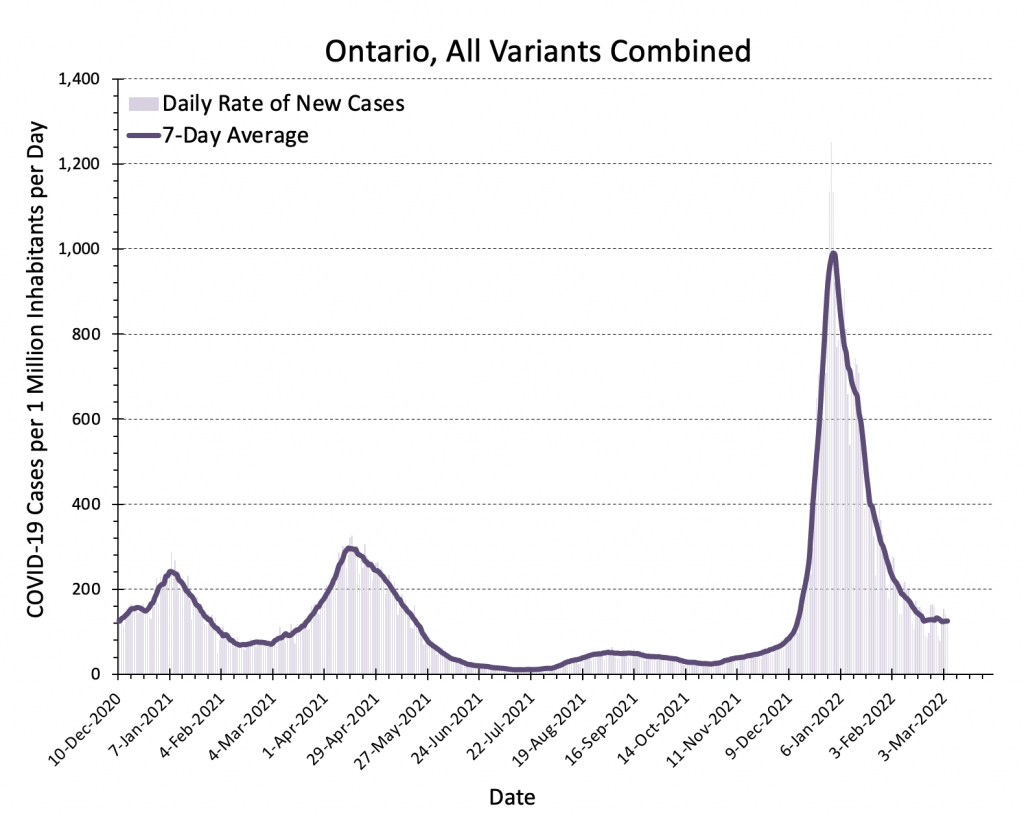 Ontario, All Variants Combined
COVID-19 Cases per 1 Million Inhabitants per Day
1,400
1,200
1,000
800
600
400
200
0
Daily Rate of New Cases
7-Day Average
10-Dec-2020
7-Jan-2021
4-Feb-2021
4-Mar-2021
1-Apr-2021
29-Apr-2021
27-May-2021
24-Jun-2021
22-Jul-2021
19-Aug-2021
16-Sep-2021
14-Oct-2021
11-Nov-2021
9-Dec-2021
6-Jan-2022
3-Feb-2022
3-Mar-2022
Date